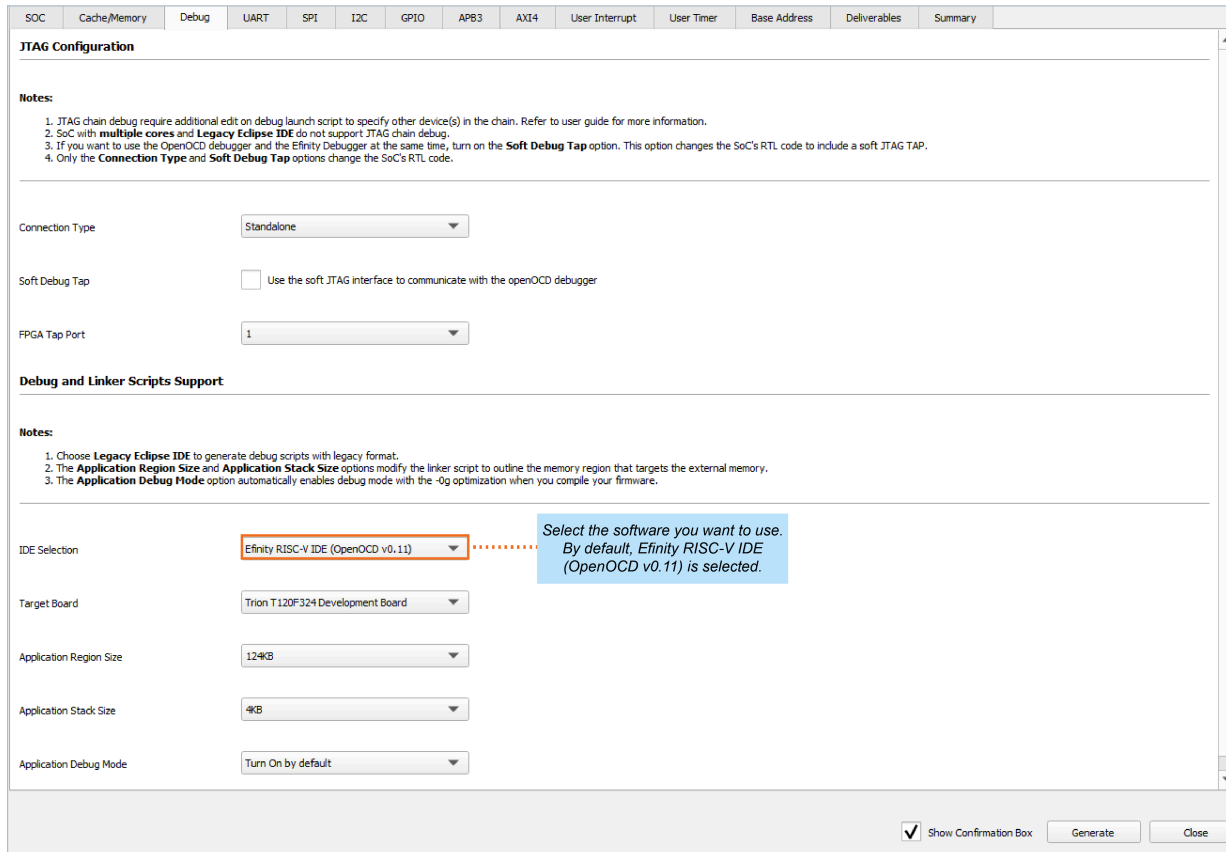 SOC Cache/Memory Debug UART SPI I2C GPIO APB3 AXI4 User Interrupt User Timer Base Address Deliverables Summary
JTAG Configuration
Notes:
1. JTAG chain debug require additional edit on debug launch script to specify other device(s) in the chain. Refer to user guide for more information.
2. SoC with multiple cores and Legacy Eclipse IDE do not support JTAG chain debug.
3. If you want to use the OpenOCD debugger and the Efinity Debugger at the same time, turn on the Soft Debug Tap option. This option changes the SoC's RTL code to include a soft JTAG TAP.
4. Only the Connection Type and Soft Debug Tap options change the SoC's RTL code.
Connection Type Standalone
Soft Debug Tap Use the soft JTAG interface to communicate with the openOCD debugger
FPGA Tap Port 1
Debug and Linker Scripts Support
Notes:
1. Choose Legacy Eclipse IDE to generate debug scripts with legacy format.
2. The Application Region Size and Application Stack Size options modify the linker script to outline the memory region that targets the external memory.
3. The Application Debug Mode option automatically enables debug mode with the -0g optimization when you compile your firmware.
IDE Selection Efinity RISC-V IDE (OpenOCD v0.11)
Select the software you want to use.
By default, Efinity RISC-V IDE
(OpenOCD v0.11) is selected.
Target Board Trion T120F324 Development Board
Application Region Size 124KB
Application Stack Size 4KB
Application Debug Mode Turn On by default
Show Confirmation Box Generate Close